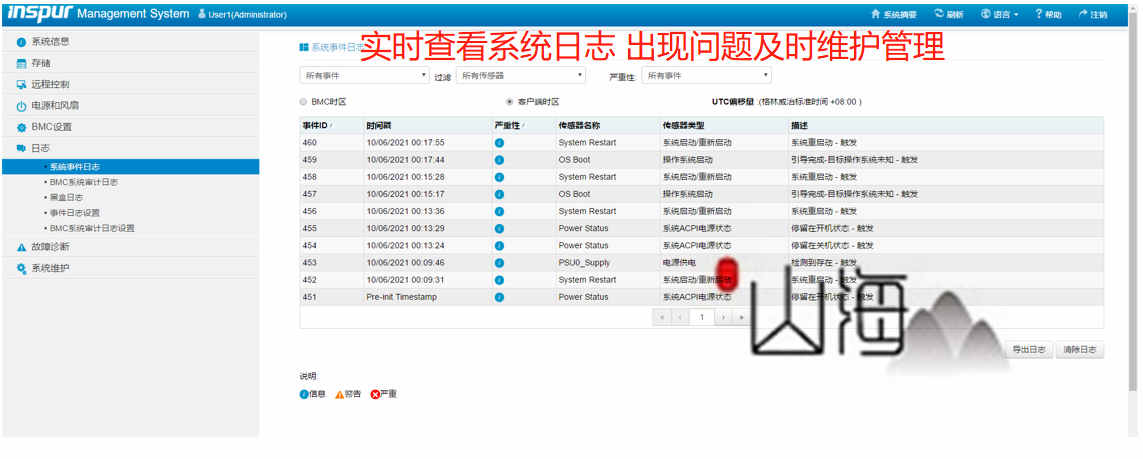 inspur Management System User1(Administrator) 系统摘要 刷新 语言 帮助 注销
系统信息
存储
远程控制
电源和风扇
BMC设置
日志
• 系统事件日志
• BMC系统审计日志
• 黑盒日志
• 事件日志设置
• BMC系统审计日志设置
故障诊断
系统维护
系统事件日志
实时查看系统日志 出现问题及时维护管理
所有事件 过滤 所有传感器 严重性: 所有事件
BMC时区 客户端时区 UTC偏移量 :(格林威治标准时间 +08:00 )
事件ID / 时间戳 严重性 / 传感器名称 传感器类型 描述
460 10/06/2021 00:17:55 System Restart 系统启动/重新启动 系统重启动 - 触发
459 10/06/2021 00:17:44 OS Boot 操作系统启动 引导完成-目标操作系统未知 - 触发
458 10/06/2021 00:15:28 System Restart 系统启动/重新启动 系统重启动 - 触发
457 10/06/2021 00:15:17 OS Boot 操作系统启动 引导完成-目标操作系统未知 - 触发
456 10/06/2021 00:13:36 System Restart 系统启动/重新启动 系统重启动 - 触发
455 10/06/2021 00:13:29 Power Status 系统ACPI电源状态 停留在开机状态 - 触发
454 10/06/2021 00:13:24 Power Status 系统ACPI电源状态 停留在关机状态 - 触发
453 10/06/2021 00:09:46 PSU0_Supply 电源供电 检测到存在 - 触发
452 10/06/2021 00:09:31 System Restart 系统启动/重新启动 系统重启动 - 触发
451 Pre-init Timestamp Power Status 系统ACPI电源状态 停留在开机状态 - 触发
« ‹ 1 › »
山海
导出日志 清除日志
说明:
信息 警告 严重